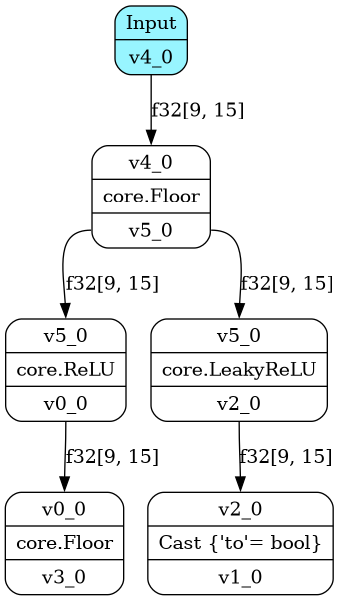 Input
v4_0
f32[9, 15]
v4_0
core.Floor
v5_0
f32[9, 15]
f32[9, 15]
v5_0
core.ReLU
v0_0
v5_0
core.LeakyReLU
v2_0
f32[9, 15]
f32[9, 15]
v0_0
core.Floor
v3_0
v2_0
Cast {'to'= bool}
v1_0